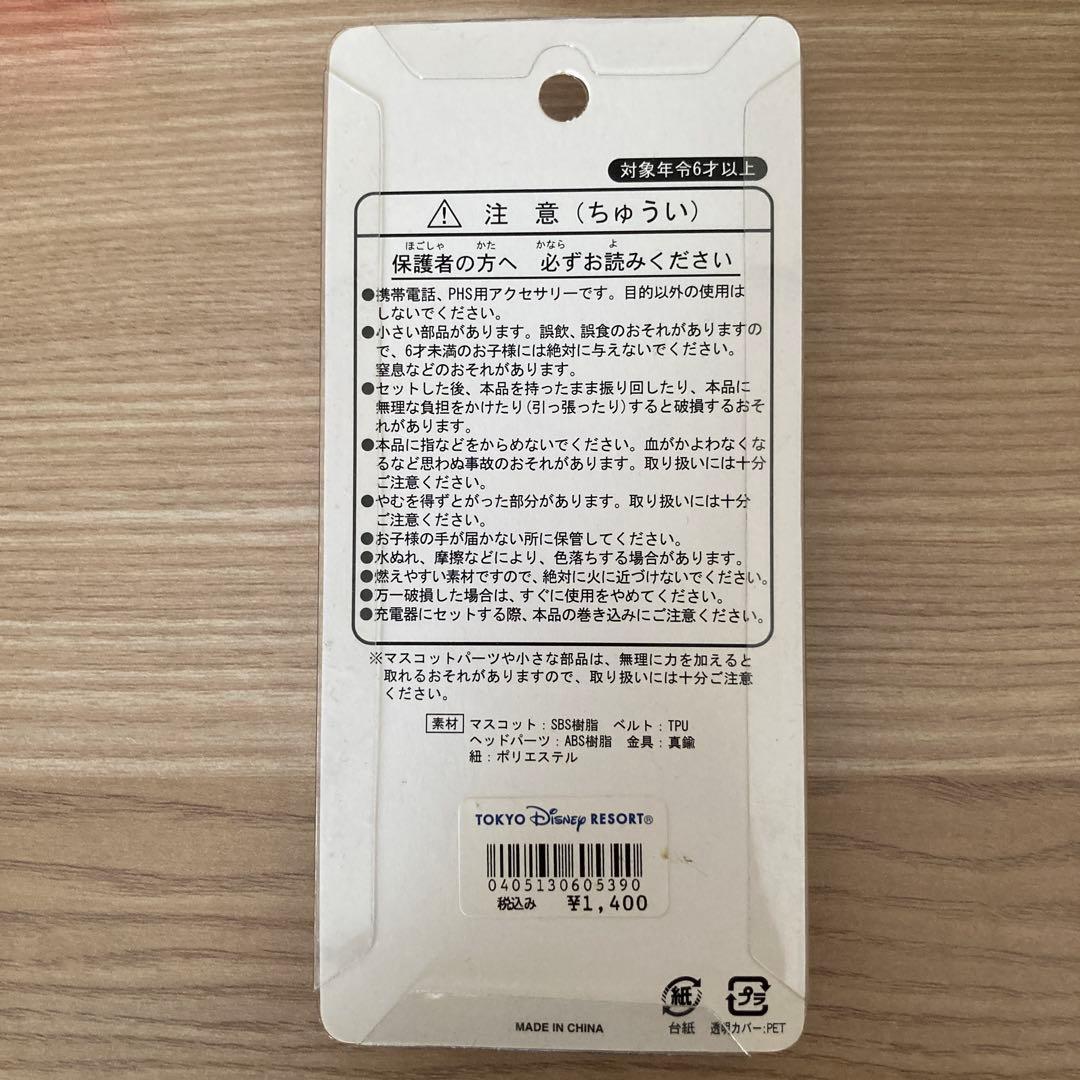 対象年令6才以上
注 意 (ちゅうい)
ほごしゃ かた かなら よ
保護者の方へ 必ずお読みください
●携帯電話、PHS用アクセサリーです。目的以外の使用は
しないでください。
●小さい部品があります。誤飲、誤食のおそれがありますの
で、6才未満のお子様には絶対に与えないでください。
窒息などのおそれがあります。
●セットした後、本品を持ったまま振り回したり、本品に
無理な負担をかけたり(引っ張ったり)すると破損するおそ
れがあります。
●本品に指などをからめないでください。血がかよわなくな
るなど思わぬ事故のおそれがあります。取り扱いには十分
ご注意ください。
●やむを得ずとがった部分があります。取り扱いには十分
ご注意ください。
●お子様の手が届かない所に保管してください。
●水ぬれ、摩擦などにより、色落ちする場合があります。
●燃えやすい素材ですので、絶対に火に近づけないでください。
●万一破損した場合は、すぐに使用をやめてください。
●充電器にセットする際、本品の巻き込みにご注意ください。
※マスコットパーツや小さな部品は、無理に力を加えると
取れるおそれがありますので、取り扱いには十分ご注意
ください。
素材 マスコット:SBS樹脂 ベルト:TPU
ヘッドパーツ:ABS樹脂 金具:真鍮
紐:ポリエステル
TOKYO Disney RESORT®
0405130605390
税込み ¥1,400
紙 プラ
台紙 透明カバー:PET
MADE IN CHINA